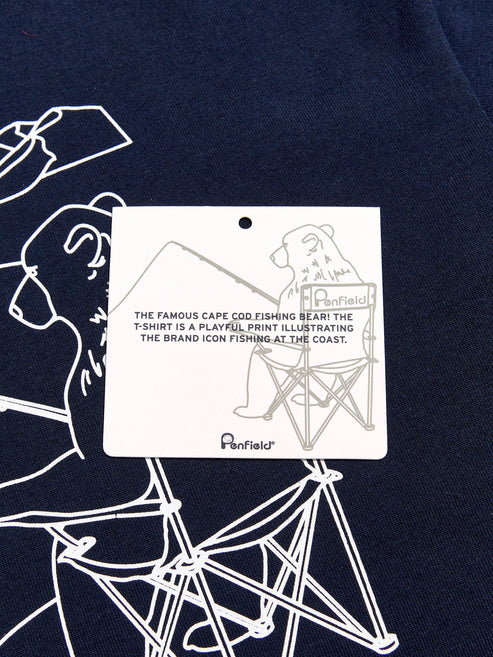 Penfield
THE FAMOUS CAPE COD FISHING BEAR! THE
T-SHIRT IS A PLAYFUL PRINT ILLUSTRATING
THE BRAND ICON FISHING AT THE COAST.
Penfield®